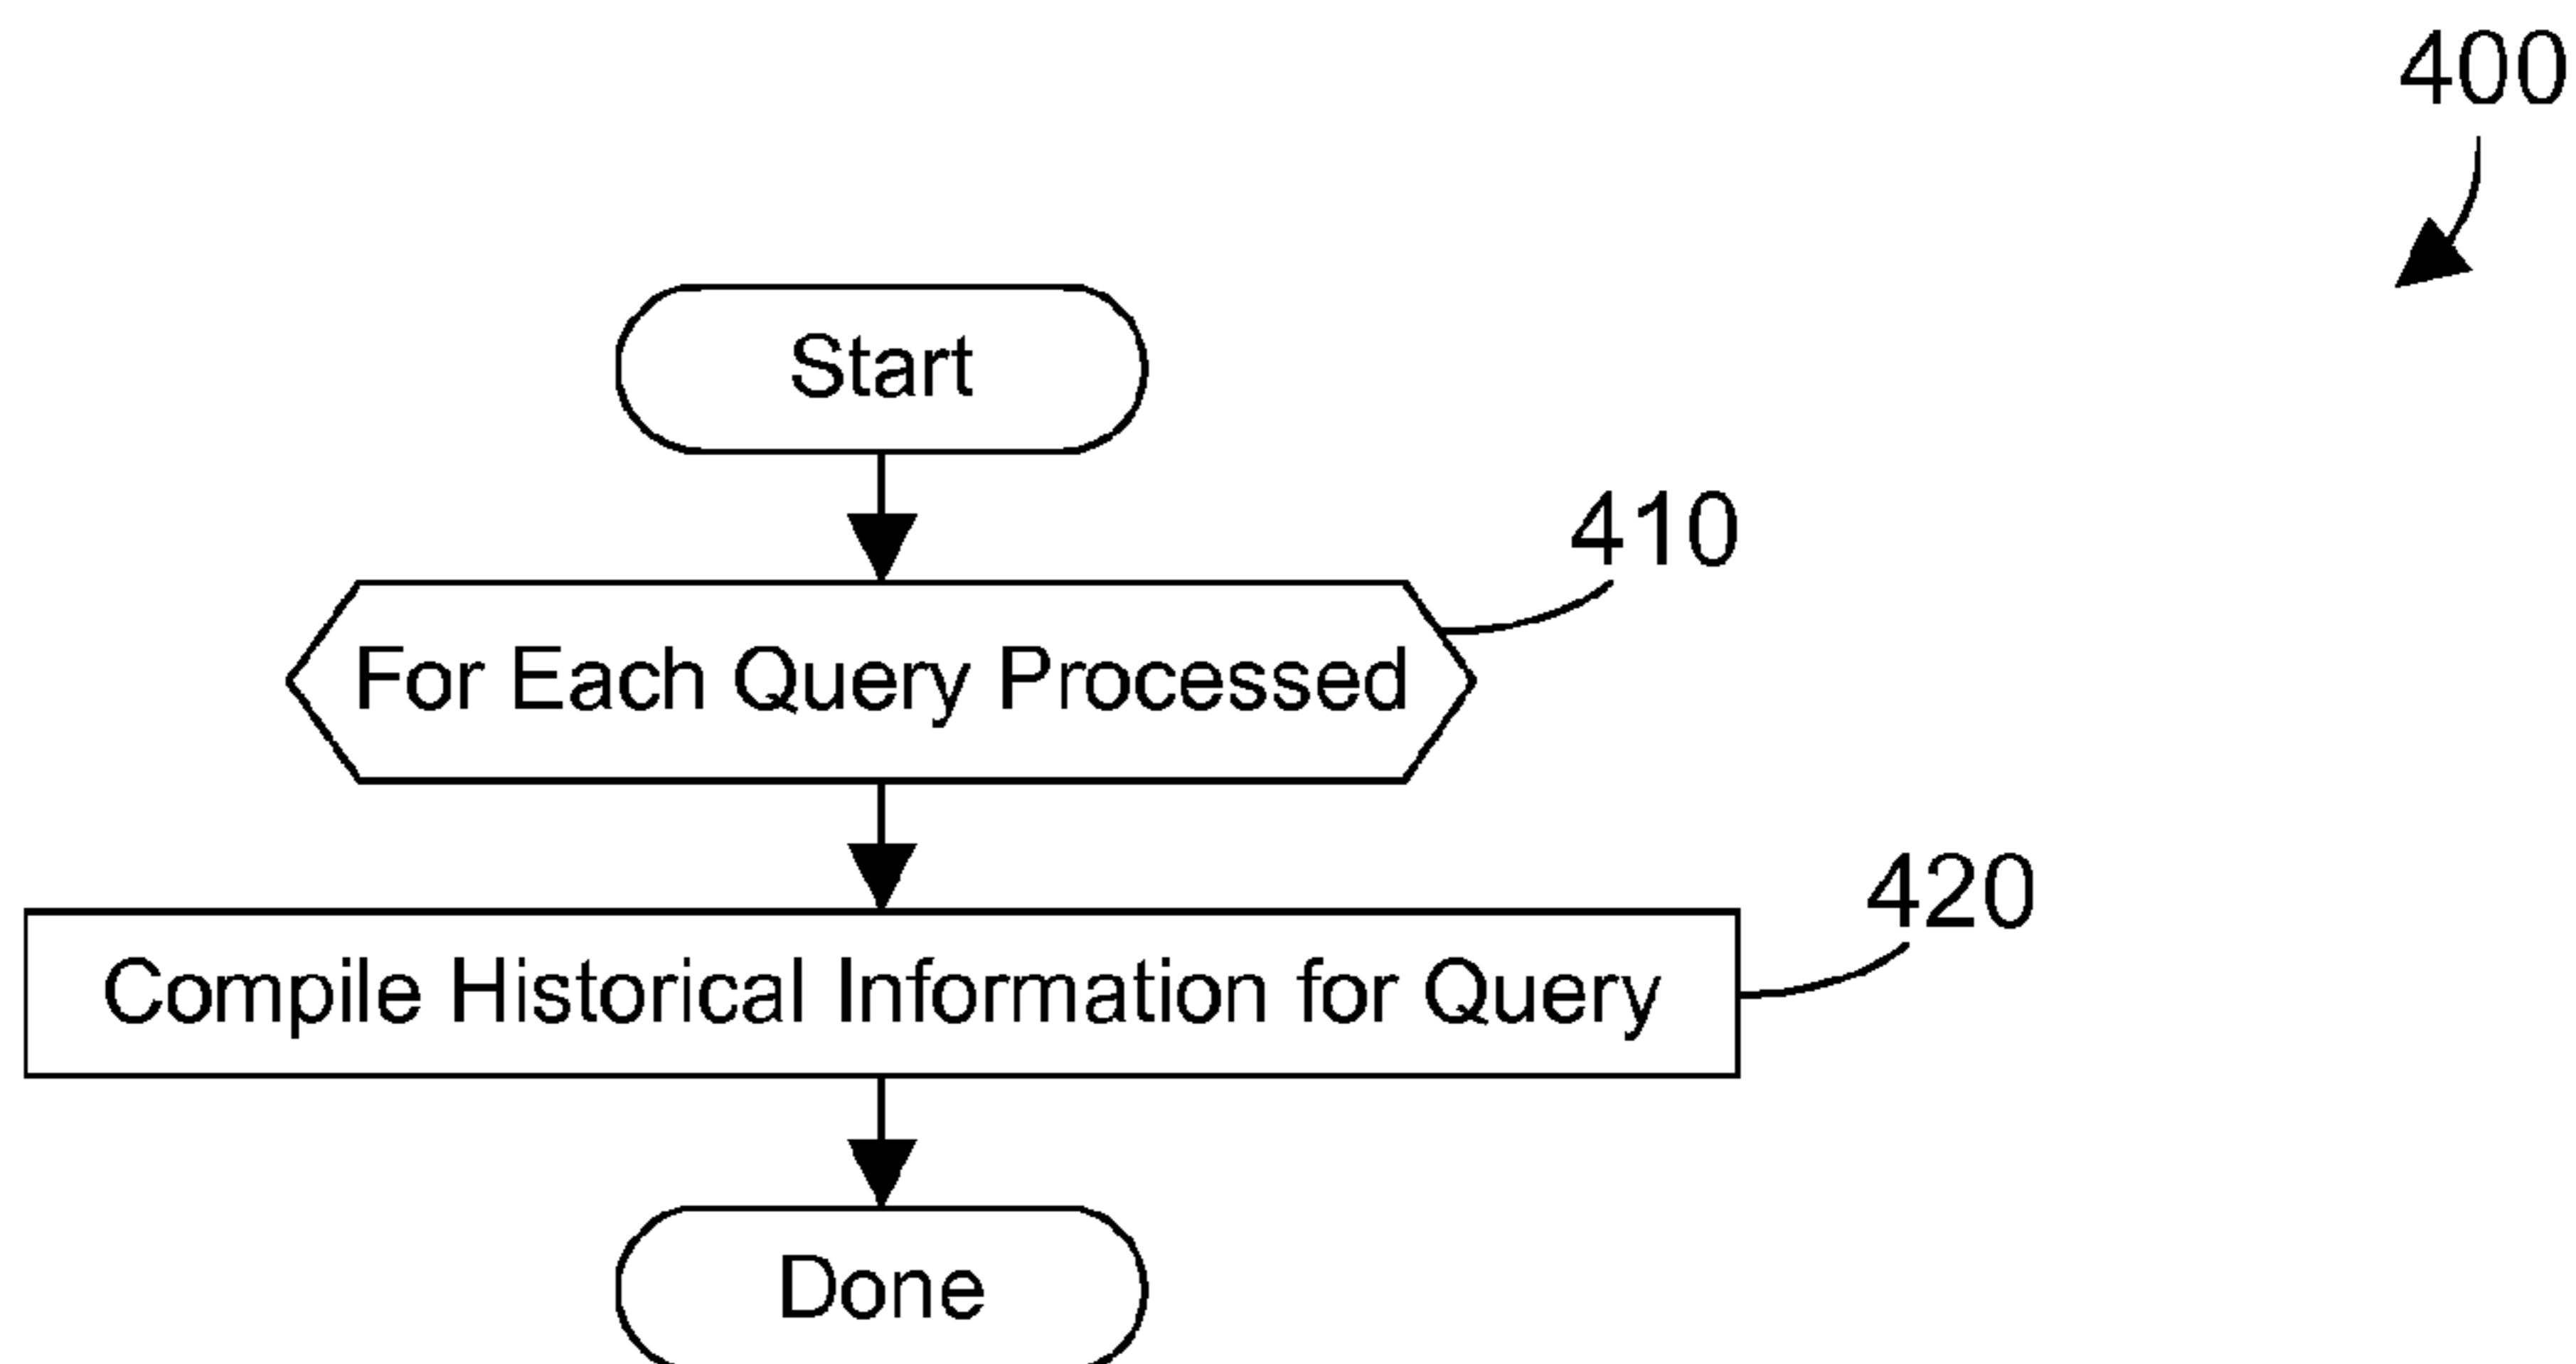 400
Start
410
For Each Query Processed
420
Compile Historical Information for Query
Done